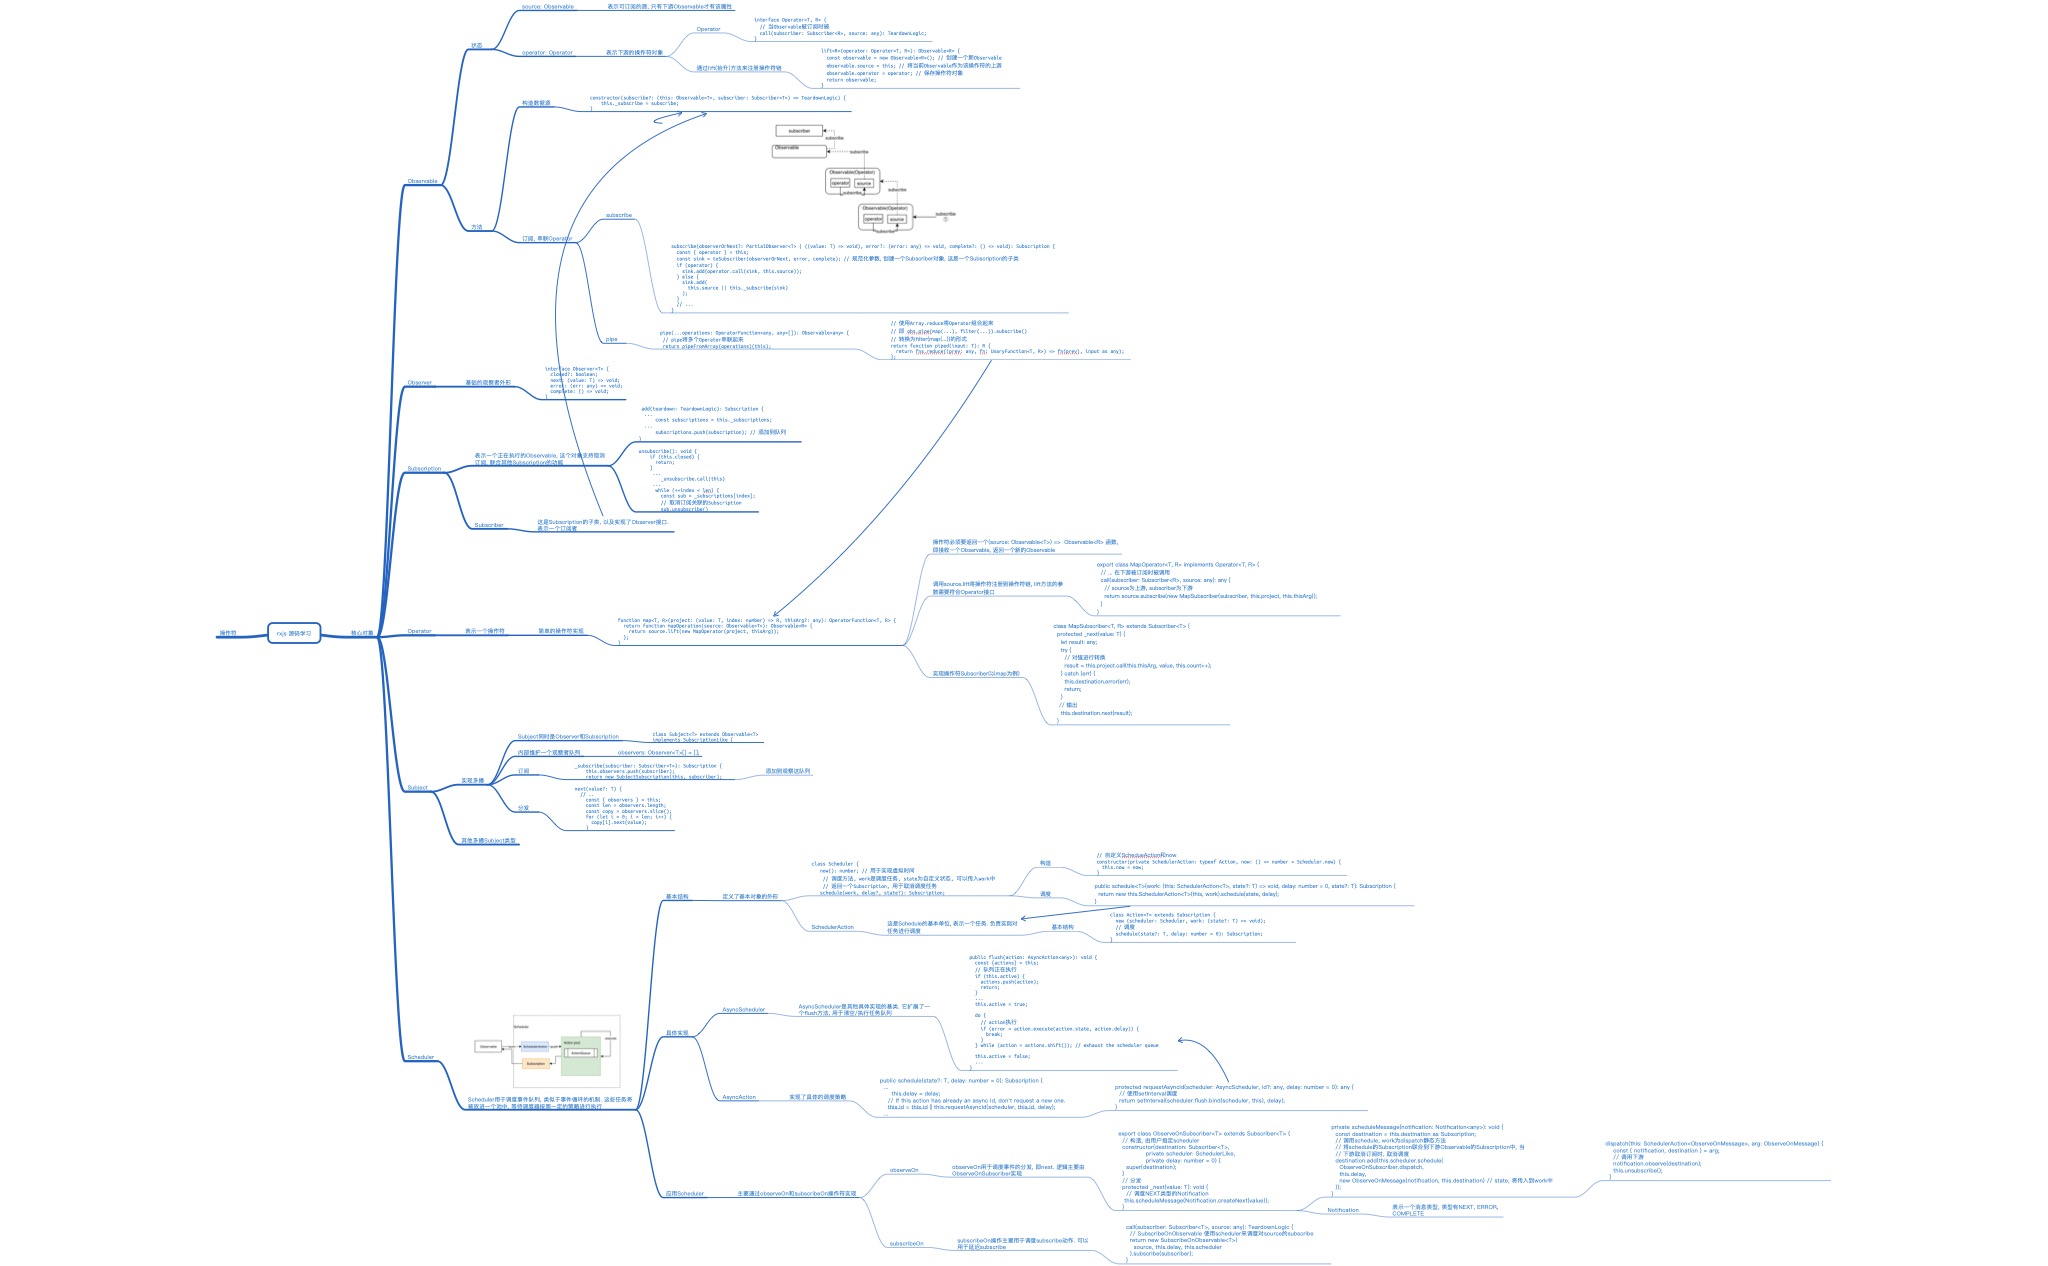 操作符
rxjs 源码学习
核心对象
Observable
状态
source: Observable
表示可订阅的源, 只有下游Observable才有该属性
operator: Operator
表示下游的操作符对象
Operator
interface Operator<T, R> {
// 当Observable被订阅时调
call(subscriber: Subscriber<R>, source: any): TeardownLogic;
}
通过lift(抬升)方法来注册操作符链
lift<R>(operator: Operator<T, R>): Observable<R> {
const observable = new Observable<R>(); // 创建一个新Observable
observable.source = this; // 将当前Observable作为该操作符的上游
observable.operator = operator; // 保存操作符对象
return observable;
}
方法
构造数据源
constructor(subscribe?: (this: Observable<T>, subscriber: Subscriber<T>) => TeardownLogic) {
this._subscribe = subscribe;
}
订阅, 串联Operator
subscribe
subscriber
subscribe
Observable
subscribe
Observable(Operator)
operator
source
subscribe
subscribe
Observable(Operator)
operator
source
subscribe
subscribe
①
subscribe(observerOrNext?: PartialObserver<T> | ((value: T) => void), error?: (error: any) => void, complete?: () => void): Subscription {
const { operator } = this;
const sink = toSubscriber(observerOrNext, error, complete); // 规范化参数, 创建一个Subscriber对象, 这是一个Subscription的子类
if (operator) {
sink.add(operator.call(sink, this.source));
} else {
sink.add(
this.source || this._subscribe(sink)
);
}
// ...
}
pipe
pipe(...operations: OperatorFunction<any, any>[]): Observable<any> {
// pipe将多个Operator串联起来
return pipeFromArray(operations)(this);
// 使用Array.reduce将Operator组合起来
// 即 obs.pipe(map(...), filter(...)).subscribe()
// 转换为filter(map(...))的形式
return function piped(input: T): R {
return fns.reduce((prev: any, fn: UnaryFunction<T, R>) => fn(prev), input as any);
};
Observer
基础的观察者外形
interface Observer<T> {
closed?: boolean;
next: (value: T) => void;
error: (err: any) => void;
complete: () => void;
}
Subscription
表示一个正在执行的Observable, 这个对象支持取消
订阅, 联合其他Subscription的功能
add(teardown: TeardownLogic): Subscription {
...
const subscriptions = this._subscriptions;
...
subscriptions.push(subscription); // 添加到队列
}
unsubscribe(): void {
if (this.closed) {
return;
}
...
_unsubscribe.call(this)
...
while (++index < len) {
const sub = _subscriptions[index];
// 取消订阅关联的Subscription
sub.unsubscribe()
Subscriber
这是Subscription的子类, 以及实现了Observer接口.
表示一个订阅者
Operator
表示一个操作符
简单的操作符实现
function map<T, R>(project: (value: T, index: number) => R, thisArg?: any): OperatorFunction<T, R> {
return function mapOperation(source: Observable<T>): Observable<R> {
return source.lift(new MapOperator(project, thisArg));
};
}
操作符必须要返回一个(source: Observable<T>) => Observable<R> 函数,
即接收一个Observable, 返回一个新的Observable
调用source.lift将操作符注册到操作符链, lift方法的参
数需要符合Operator接口
export class MapOperator<T, R> implements Operator<T, R> {
// .. 在下游被订阅时被调用
call(subscriber: Subscriber<R>, source: any): any {
// source为上游, subscriber为下游
return source.subscribe(new MapSubscriber(subscriber, this.project, this.thisArg));
}
}
实现操作符Subscriber(以map为例)
class MapSubscriber<T, R> extends Subscriber<T> {
protected _next(value: T) {
let result: any;
try {
// 对值进行转换
result = this.project.call(this.thisArg, value, this.count++);
} catch (err) {
this.destination.error(err);
return;
}
// 输出
this.destination.next(result);
}
Subject
实现多播
Subject同时是Observer和Subscription
class Subject<T> extends Observable<T>
implements SubscriptionLike {
内部维护一个观察者队列
observers: Observer<T>[] = [];
订阅
_subscribe(subscriber: Subscriber<T>): Subscription {
this.observers.push(subscriber);
return new SubjectSubscription(this, subscriber);
添加到观察这队列
分发
next(value?: T) {
// ..
const { observers } = this;
const len = observers.length;
const copy = observers.slice();
for (let i = 0; i < len; i++) {
copy[i].next(value);
}
其他多播Subject类型
Scheduler
Scheduler
Observable
SchedulerAction
Subscription
Action pool
ActionQueue
Scheduler用于调度事件队列, 类似于事件循环的机制. 这些任务将
被放进一个池中, 等待调度器按照一定的策略进行执行
基本结构
定义了基本对象的外形
class Scheduler {
now(): number; // 用于实现虚拟时间
// 调度方法, work是调度任务, state为自定义状态, 可以传入work中
// 返回一个Subscription, 用于取消调度任务
schedule(work, delay?, state?): Subscription;
构造
// 自定义ScheduleAction和now
constructor(private SchedulerAction: typeof Action, now: () => number = Scheduler.now) {
this.now = now;
}
调度
public schedule<T>(work: (this: SchedulerAction<T>, state?: T) => void, delay: number = 0, state?: T): Subscription {
return new this.SchedulerAction<T>(this, work).schedule(state, delay);
}
SchedulerAction
这是Schedule的基本单位, 表示一个任务. 负责实际对
任务进行调度
基本结构
class Action<T> extends Subscription {
new (scheduler: Scheduler, work: (state?: T) => void);
// 调度
schedule(state?: T, delay: number = 0): Subscription;
}
具体实现
AsyncScheduler
AsyncScheduler是其他具体实现的基类. 它扩展了一
个flush方法, 用于清空/执行任务队列
public flush(action: AsyncAction<any>): void {
const {actions} = this;
// 队列正在执行
if (this.active) {
actions.push(action);
return;
}
...
this.active = true;
do {
// action执行
if (error = action.execute(action.state, action.delay)) {
break;
}
} while (action = actions.shift()); // exhaust the scheduler queue
this.active = false;
...
}
AsyncAction
实现了具体的调度策略
public schedule(state?: T, delay: number = 0): Subscription {
...
this.delay = delay;
// If this action has already an async Id, don't request a new one.
this.id = this.id || this.requestAsyncId(scheduler, this.id, delay);
...
protected requestAsyncId(scheduler: AsyncScheduler, id?: any, delay: number = 0): any {
// 使用setInterval调度
return setInterval(scheduler.flush.bind(scheduler, this), delay);
}
应用Scheduler
主要通过observeOn和subscribeOn操作符实现
observeOn
observeOn用于调度事件的分发, 即next. 逻辑主要由
ObserveOnSubscriber实现
export class ObserveOnSubscriber<T> extends Subscriber<T> {
// 构造, 由用户指定scheduler
constructor(destination: Subscriber<T>,
private scheduler: SchedulerLike,
private delay: number = 0) {
super(destination);
}
// 分发
protected _next(value: T): void {
// 调度NEXT类型的Notification
this.scheduleMessage(Notification.createNext(value));
}
private scheduleMessage(notification: Notification<any>): void {
const destination = this.destination as Subscription;
// 调用schedule, work为dispatch静态方法
// 将schedule的Subscription联合到下游Observable的Subscription中, 当
// 下游取消订阅时, 取消调度
destination.add(this.scheduler.schedule(
ObserveOnSubscriber.dispatch,
this.delay,
new ObserveOnMessage(notification, this.destination) // state, 将传入到work中
));
}
dispatch(this: SchedulerAction<ObserveOnMessage>, arg: ObserveOnMessage) {
const { notification, destination } = arg;
// 调用下游
notification.observe(destination);
this.unsubscribe();
}
Notification
表示一个消息类型, 类型有NEXT, ERROR,
COMPLETE
subscribeOn
subscribeOn操作主要用于调度subscribe动作. 可以
用于延迟subscribe
call(subscriber: Subscriber<T>, source: any): TeardownLogic {
// SubscribeOnObservable 使用scheduler来调度对source的subscribe
return new SubscribeOnObservable<T>(
source, this.delay, this.scheduler
).subscribe(subscriber);
}